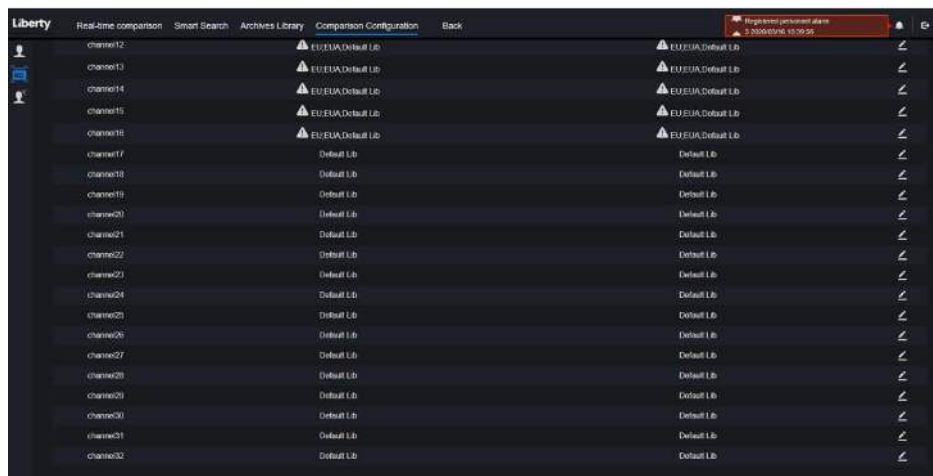 Liberty Real-time comparison Smart Search Archives Library Comparison Configuration Back
Registered personnel alarm
channel12 EU;EUA;Default Lib EU;EUA;Default Lib
channel13 EU;EUA;Default Lib EU;EUA;Default Lib
channel14 EU;EUA;Default Lib EU;EUA;Default Lib
channel15 EU;EUA;Default Lib EU;EUA;Default Lib
channel16 EU;EUA;Default Lib EU;EUA;Default Lib
channel17 Default Lib Default Lib
channel18 Default Lib Default Lib
channel19 Default Lib Default Lib
channel20 Default Lib Default Lib
channel21 Default Lib Default Lib
channel22 Default Lib Default Lib
channel23 Default Lib Default Lib
channel24 Default Lib Default Lib
channel25 Default Lib Default Lib
channel26 Default Lib Default Lib
channel27 Default Lib Default Lib
channel28 Default Lib Default Lib
channel29 Default Lib Default Lib
channel30 Default Lib Default Lib
channel31 Default Lib Default Lib
channel32 Default Lib Default Lib